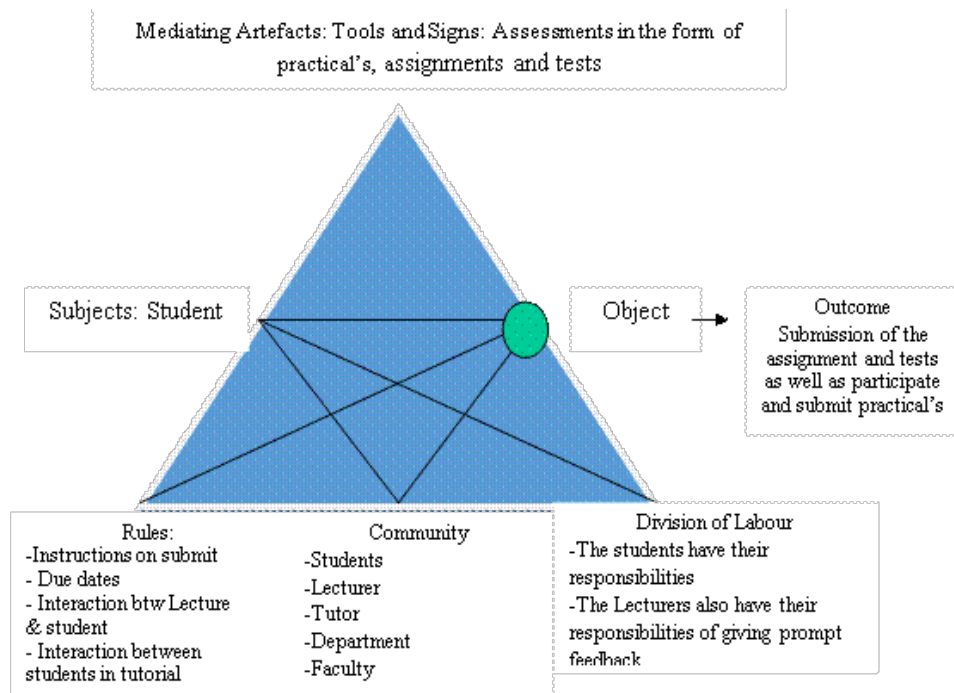 Mediating Artefacts: Tools and Signs: Assessments in the form of
practical's, assignments and tests
Subjects: Student
Object
Outcome
Submission of the
assignment and tests
as well as participate
and submit practical's
Rules:
-Instructions on submit
- Due dates
- Interaction btw Lecture
& student
- Interaction between
students in tutorial
Community
-Students
-Lecturer
-Tutor
-Department
-Faculty
Division of Labour
-The students have their
responsibilities
-The Lecturers also have their
responsibilities of giving prompt
feedback